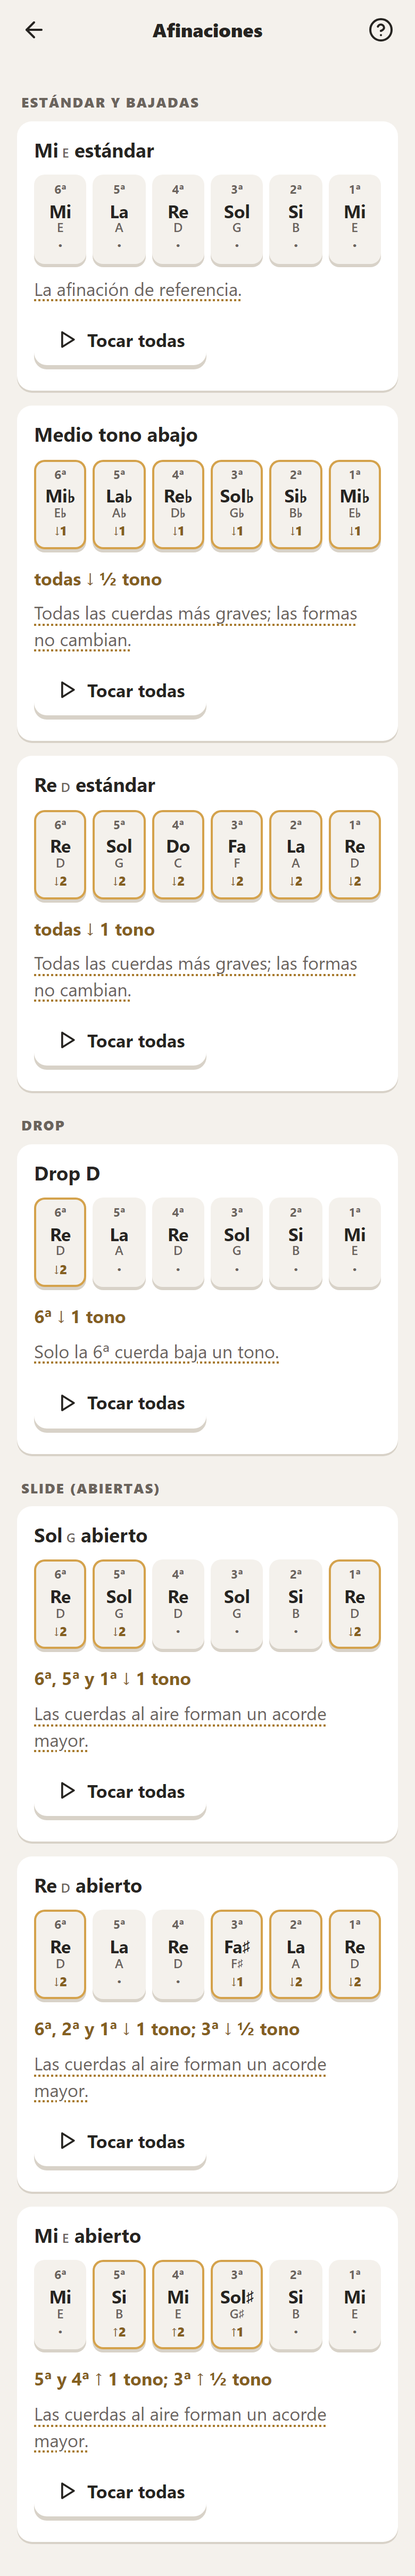 Afinaciones
ESTÁNDAR Y BAJADAS
Mi E estándar
6ª 5ª 4ª 3ª 2ª 1ª
Mi La Re Sol Si Mi
E A D G B E
· · · · · ·
La afinación de referencia.
Tocar todas
Medio tono abajo
6ª 5ª 4ª 3ª 2ª 1ª
Mi♭ La♭ Re♭ Sol♭ Si♭ Mi♭
E♭ A♭ D♭ G♭ B♭ E♭
↓1 ↓1 ↓1 ↓1 ↓1 ↓1
todas ↓ ½ tono
Todas las cuerdas más graves; las formas
no cambian.
Tocar todas
Re D estándar
6ª 5ª 4ª 3ª 2ª 1ª
Re Sol Do Fa La Re
D G C F A D
↓2 ↓2 ↓2 ↓2 ↓2 ↓2
todas ↓ 1 tono
Todas las cuerdas más graves; las formas
no cambian.
Tocar todas
DROP
Drop D
6ª 5ª 4ª 3ª 2ª 1ª
Re La Re Sol Si Mi
D A D G B E
↓2 · · · · ·
6ª ↓ 1 tono
Solo la 6ª cuerda baja un tono.
Tocar todas
SLIDE (ABIERTAS)
Sol G abierto
6ª 5ª 4ª 3ª 2ª 1ª
Re Sol Re Sol Si Re
D G D G B D
↓2 ↓2 · · · ↓2
6ª, 5ª y 1ª ↓ 1 tono
Las cuerdas al aire forman un acorde
mayor.
Tocar todas
Re D abierto
6ª 5ª 4ª 3ª 2ª 1ª
Re La Re Fa♯ La Re
D A D F♯ A D
↓2 · · ↓1 ↓2 ↓2
6ª, 2ª y 1ª ↓ 1 tono; 3ª ↓ ½ tono
Las cuerdas al aire forman un acorde
mayor.
Tocar todas
Mi E abierto
6ª 5ª 4ª 3ª 2ª 1ª
Mi Si Mi Sol♯ Si Mi
E B E G♯ B E
· ↑2 ↑2 ↑1 · ·
5ª y 4ª ↑ 1 tono; 3ª ↑ ½ tono
Las cuerdas al aire forman un acorde
mayor.
Tocar todas